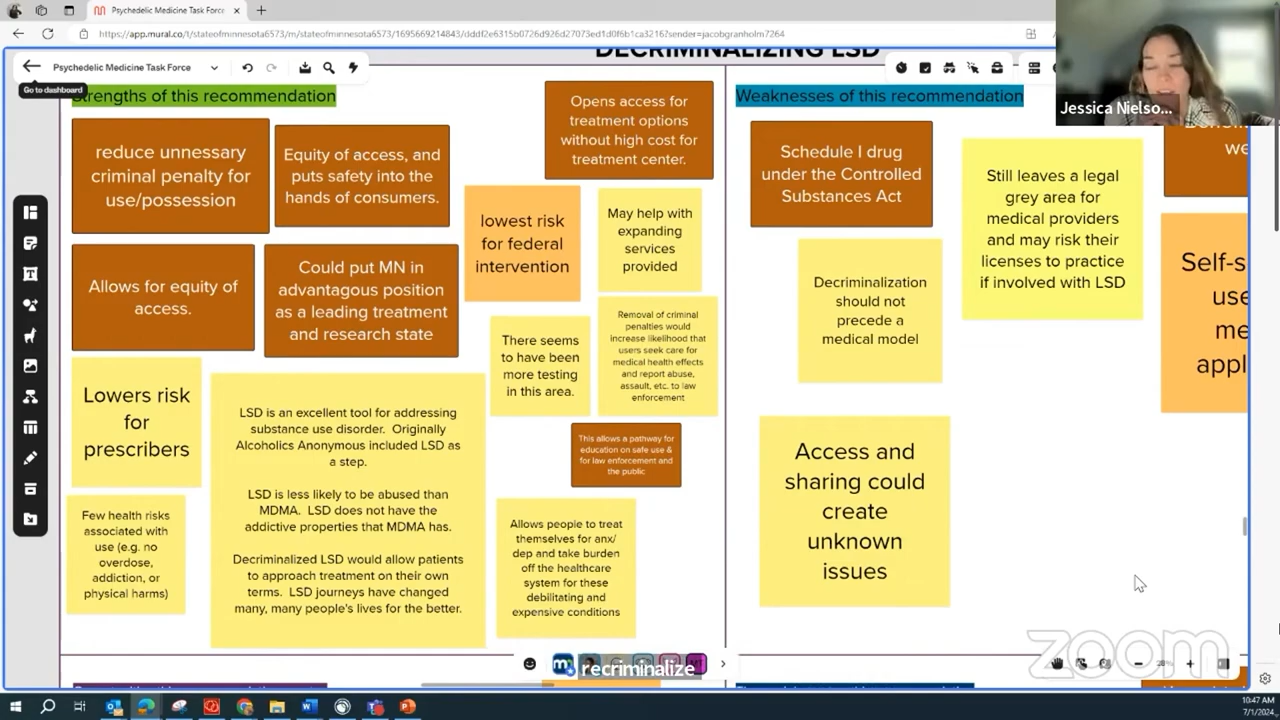 Psychedelic Medicine Task Force
https://app.mural.co/t/stateofminnesota6573/m/stateofminnesota6573/1695669214843/dddf2e6315b0726d926d27073ed1d0f6b1ca3216?sender=jacobgranholm7264
DECRIMINALIZING LSD
Psychedelic Medicine Task Force
Go to dashboard
Strengths of this recommendation
reduce unnessary
criminal penalty for
use/possession
Equity of access, and
puts safety into the
hands of consumers.
Opens access for
treatment options
without high cost for
treatment center.
lowest risk
for federal
intervention
May help with
expanding
services
provided
Allows for equity of
access.
Could put MN in
advantagous position
as a leading treatment
and research state
There seems
to have been
more testing
in this area.
Removal of criminal
penalties would
increase likelihood that
users seek care for
medical health effects
and report abuse,
assault, etc. to law
enforcement
Lowers risk
for
prescribers
LSD is an excellent tool for addressing
substance use disorder. Originally
Alcoholics Anonymous included LSD as
a step.
LSD is less likely to be abused than
MDMA. LSD does not have the
addictive properties that MDMA has.
Decriminalized LSD would allow patients
to approach treatment on their own
terms. LSD journeys have changed
many, many people's lives for the better.
This allows a pathway for
education on safe use &
for law enforcement and
the public
Few health risks
associated with
use (e.g. no
overdose,
addiction, or
physical harms)
Allows people to treat
themselves for anx/
dep and take burden
off the healthcare
system for these
debilitating and
expensive conditions
Weaknesses of this recommendation
Schedule I drug
under the Controlled
Substances Act
Still leaves a legal
grey area for
medical providers
and may risk their
licenses to practice
if involved with LSD
we
Decriminalization
should not
precede a
medical model
Self-s
use
me
appl
Access and
sharing could
create
unknown
issues
Jessica Nielso...
recriminalize
zoom
10:47 AM
7/1/2024